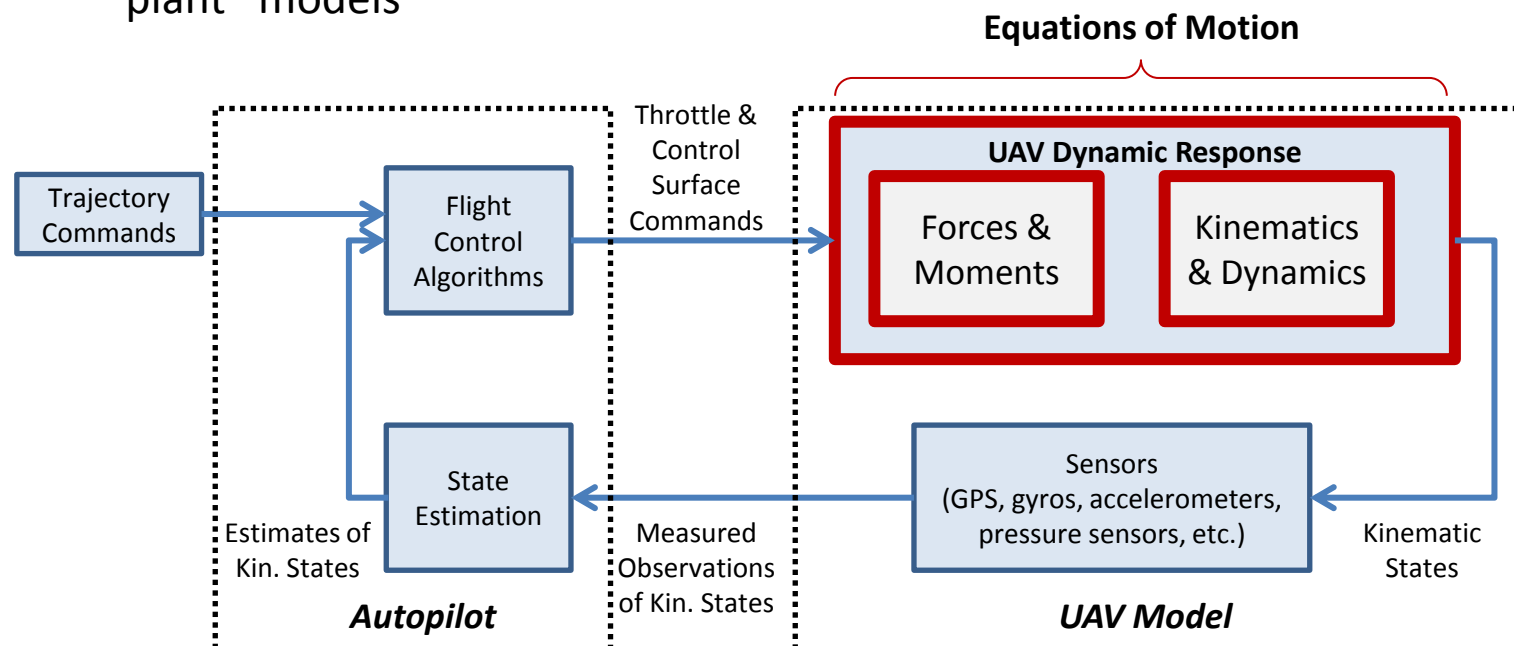 plant" models
Equations of Motion
Throttle &
Control
Surface
Commands
UAV Dynamic Response
Trajectory
Commands
Flight
Control
Algorithms
Forces &
Moments
Kinematics
& Dynamics
State
Estimation
Sensors
(GPS, gyros, accelerometers,
pressure sensors, etc.)
Estimates of
Kin. States
Measured
Observations
of Kin. States
Kinematic
States
Autopilot
UAV Model